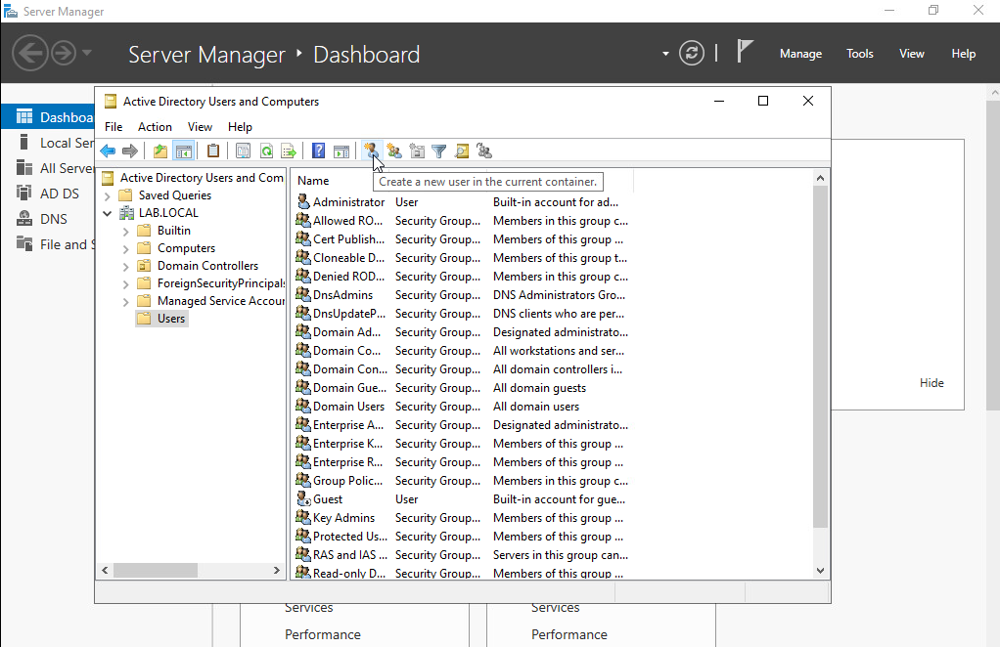 Server Manager
Server Manager ‣ Dashboard
Manage Tools View Help
Dashboa
Local Ser
All Server
AD DS
DNS
File and S
Active Directory Users and Computers
File Action View Help
Active Directory Users and Com
Saved Queries
LAB.LOCAL
Builtin
Computers
Domain Controllers
ForeignSecurityPrincipals
Managed Service Accour
Users
Name
Create a new user in the current container.
Administrator User Built-in account for ad...
Allowed RO... Security Group... Members in this group c...
Cert Publish... Security Group... Members of this group ...
Cloneable D... Security Group... Members of this group t...
Denied ROD... Security Group... Members in this group c...
DnsAdmins Security Group... DNS Administrators Gro...
DnsUpdateP... Security Group... DNS clients who are per...
Domain Ad... Security Group... Designated administrato...
Domain Co... Security Group... All workstations and ser...
Domain Con... Security Group... All domain controllers i...
Domain Gue... Security Group... All domain guests
Domain Users Security Group... All domain users
Enterprise A... Security Group... Designated administrato...
Enterprise K... Security Group... Members of this group ...
Enterprise R... Security Group... Members of this group ...
Group Polic... Security Group... Members in this group c...
Guest User Built-in account for gue...
Key Admins Security Group... Members of this group ...
Protected Us... Security Group... Members of this group ...
RAS and IAS ... Security Group... Servers in this group can...
Read-only D... Security Group... Members of this group ...
Hide
Services Services
Performance Performance